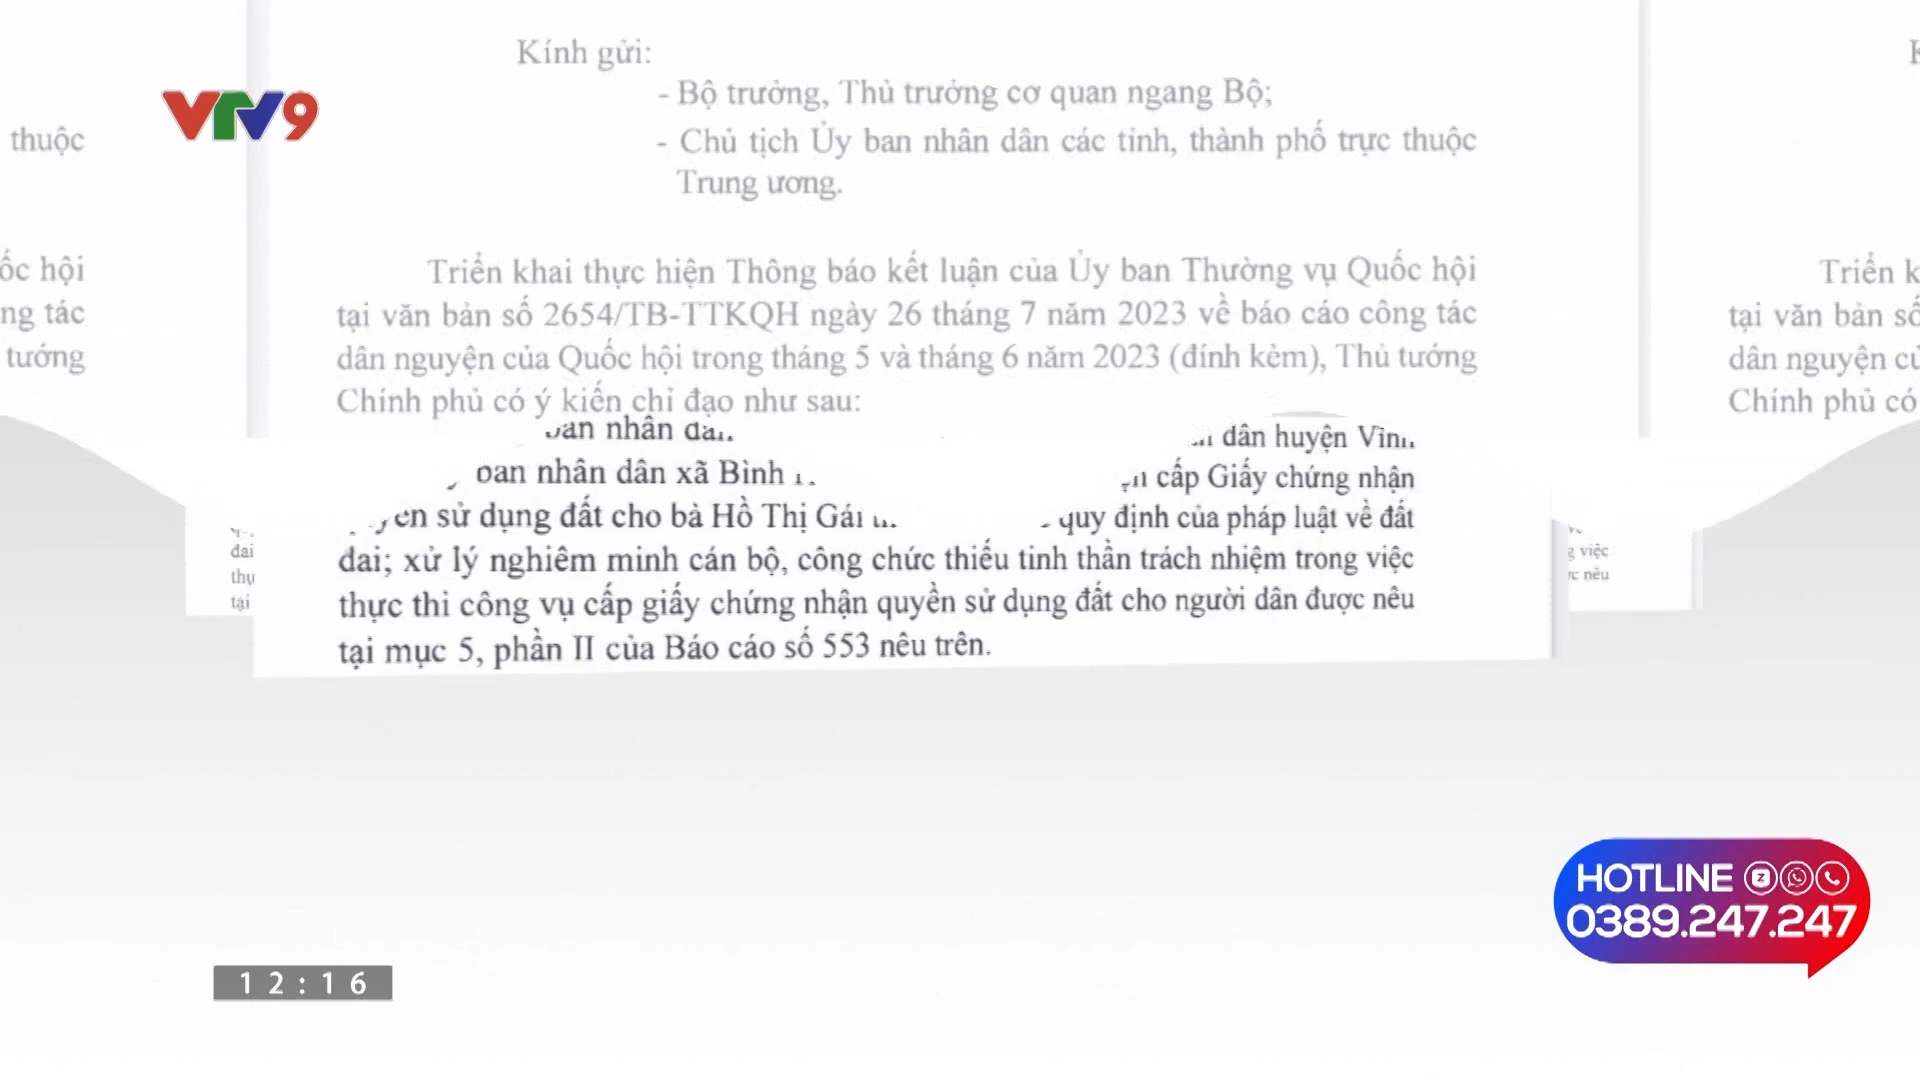 Kính gửi:
- Bộ trưởng, Thủ trưởng cơ quan ngang Bộ;
VTV9
- Chủ tịch Ủy ban nhân dân các tỉnh, thành phố trực thuộc
Trung ương.
thuộc
Triển khai thực hiện Thông báo kết luận của Ủy ban Thường vụ Quốc hội
tại văn bản số 2654/TB-TTKQH ngày 26 tháng 7 năm 2023 về báo cáo công tác
dân nguyện của Quốc hội trong tháng 5 và tháng 6 năm 2023 (đính kèm), Thủ tướng
Chính phủ có ý kiến chỉ đạo như sau:
ốc hội
ng tác
tướng
Triển k
tại văn bản số
dân nguyện củ
Chính phủ có
nhân dân
dân huyện
nhân dân xã Bình
cấp Giấy chứng nhận
sử dụng đất cho bà Hồ Thị Gái
quy định của pháp luật về đất
đai; xử lý nghiêm minh cán bộ, công chức thiếu tinh thần trách nhiệm trong việc
thực thi công vụ cấp giấy chứng nhận quyền sử dụng đất cho người dân được nêu
tại mục 5, phần II của Báo cáo số 553 nêu trên.
đai
thự
tại
việc
nêu
HOTLINE
0389.247.247
12:16